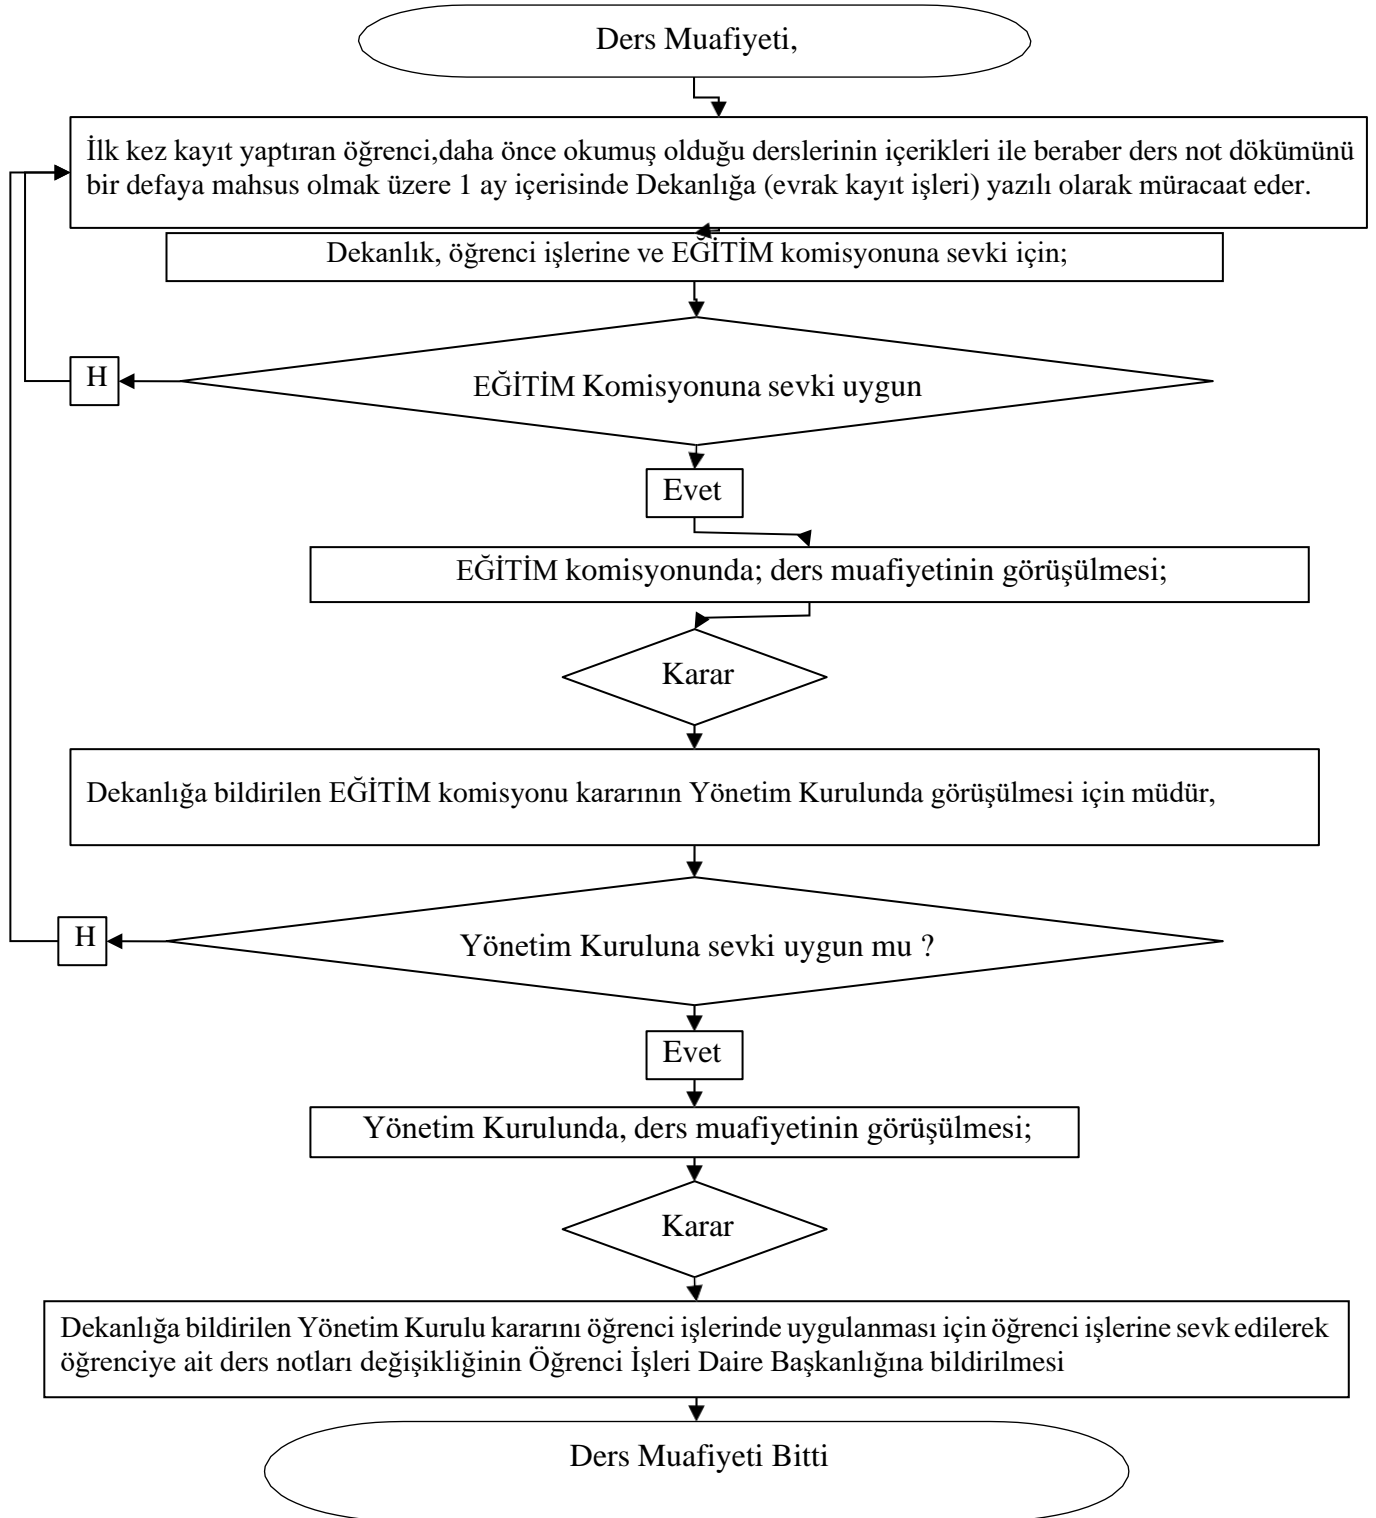 Ders Muafiyeti,
İlk kez kayıt yaptıran öğrenci,daha önce okumuş olduğu derslerinin içerikleri ile beraber ders not dökümünü
bir defaya mahsus olmak üzere 1 ay içerisinde Dekanlığa (evrak kayıt işleri) yazılı olarak müracaat eder.
Dekanlık, öğrenci işlerine ve EĞİTİM komisyonuna sevki için;
H
EĞİTİM Komisyonuna sevki uygun
Evet
EĞİTİM komisyonunda; ders muafiyetinin görüşülmesi;
Karar
Dekanlığa bildirilen EĞİTİM komisyonu kararının Yönetim Kurulunda görüşülmesi için müdür,
H
Yönetim Kuruluna sevki uygun mu ?
Evet
Yönetim Kurulunda, ders muafiyetinin görüşülmesi;
Karar
Dekanlığa bildirilen Yönetim Kurulu kararını öğrenci işlerinde uygulanması için öğrenci işlerine sevk edilerek
öğrenciye ait ders notları değişikliğinin Öğrenci İşleri Daire Başkanlığına bildirilmesi
Ders Muafiyeti Bitti